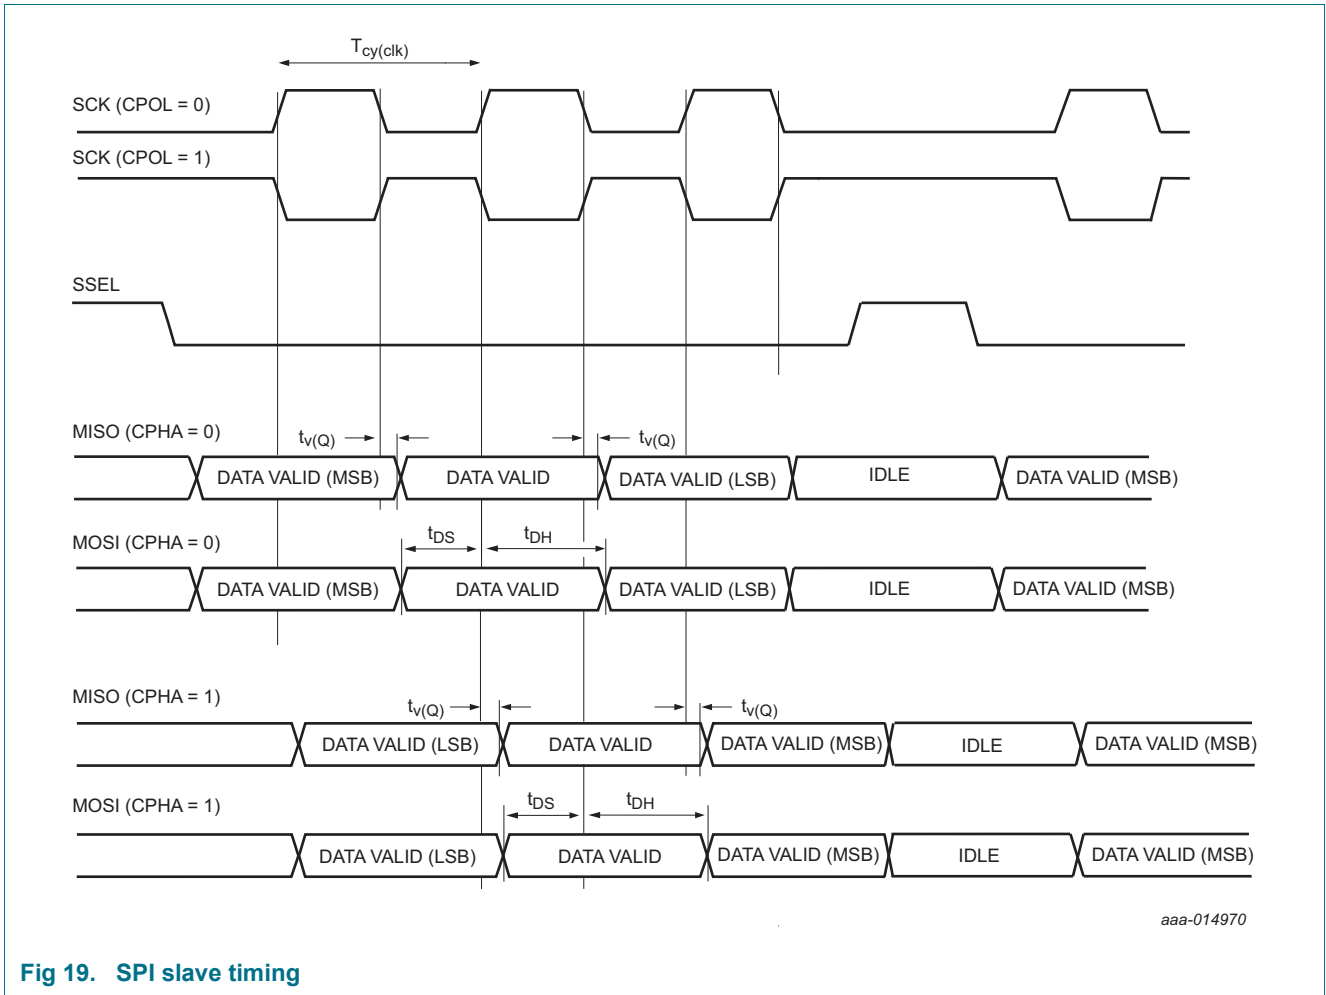 Tcy(clk)
SCK (CPOL = 0)
SCK (CPOL = 1)
SSEL
MISO (CPHA = 0)
tv(Q) tv(Q)
DATA VALID (MSB) DATA VALID DATA VALID (LSB) IDLE DATA VALID (MSB)
MOSI (CPHA = 0)
tDS tDH
DATA VALID (MSB) DATA VALID DATA VALID (LSB) IDLE DATA VALID (MSB)
MISO (CPHA = 1)
tv(Q) tv(Q)
DATA VALID (LSB) DATA VALID DATA VALID (MSB) IDLE DATA VALID (MSB)
MOSI (CPHA = 1)
tDS tDH
DATA VALID (LSB) DATA VALID DATA VALID (MSB) IDLE DATA VALID (MSB)
aaa-014970
Fig 19. SPI slave timing